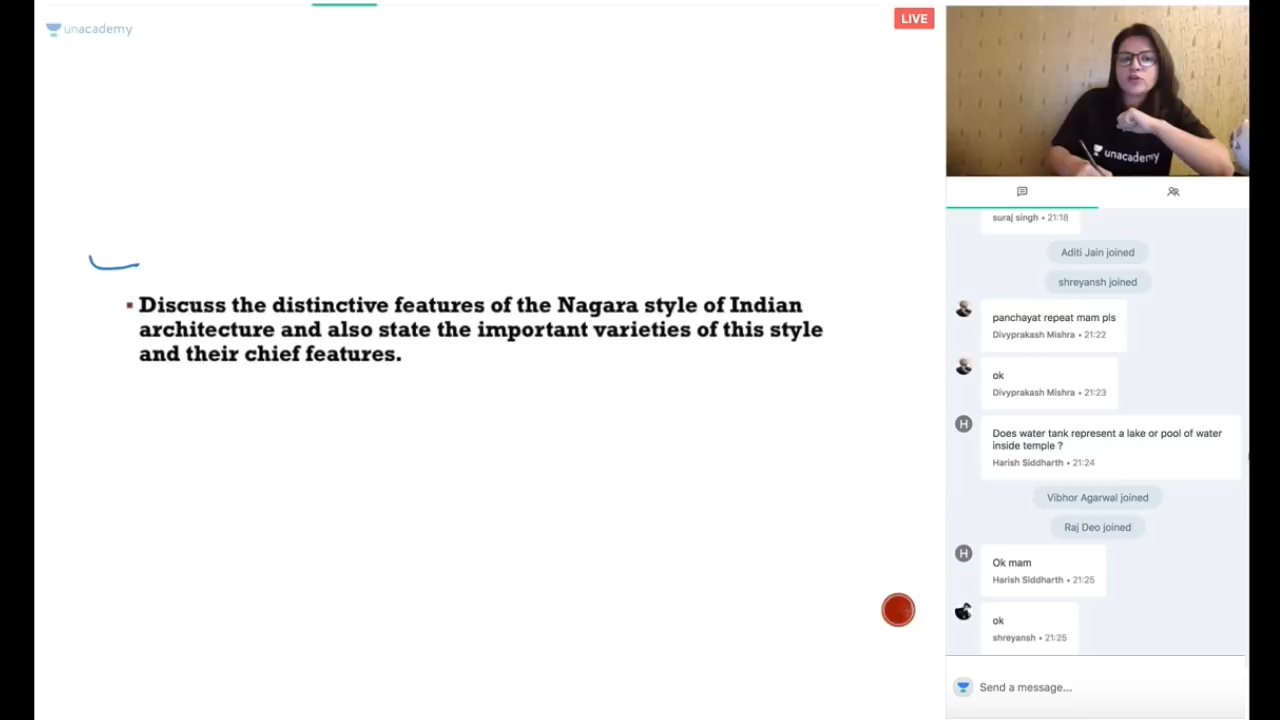 unacademy
LIVE
Discuss the distinctive features of the Nagara style of Indian
architecture and also state the important varieties of this style
and their chief features.
unacademy
suraj singh • 21:18
Aditi Jain joined
shreyansh joined
panchayat repeat mam pls
Divyprakash Mishra • 21:22
ok
Divyprakash Mishra • 21:23
H
Does water tank represent a lake or pool of water
inside temple ?
Harish Siddharth • 21:24
Vibhor Agarwal joined
Raj Deo joined
H
Ok mam
Harish Siddharth • 21:25
ok
shreyansh • 21:25
Send a message...